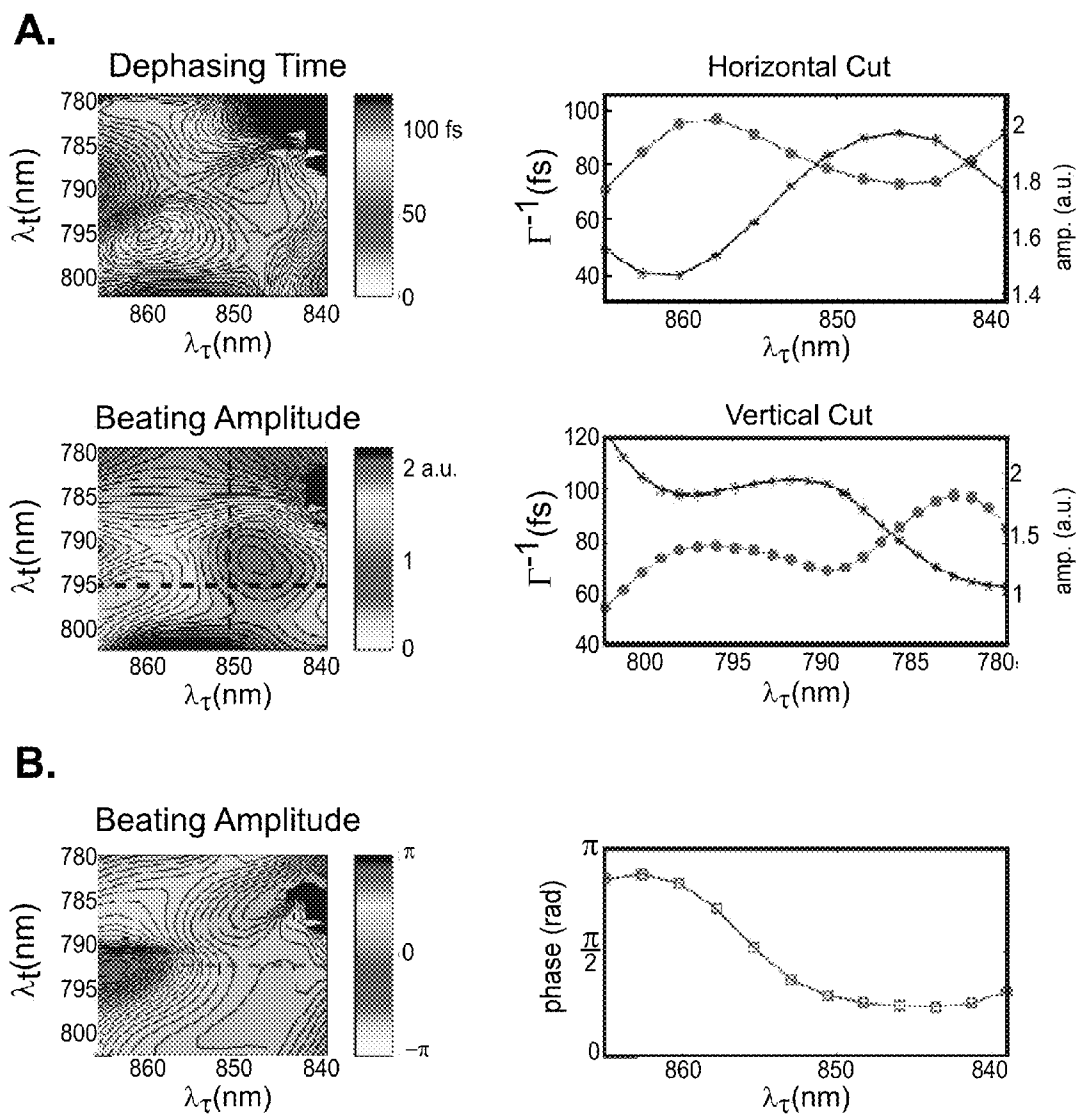 A.
Dephasing Time
780
785
790
795
800
λt(nm)
860 850 840
λτ(nm)
100 fs
50
0
Horizontal Cut
100
80
60
40
Γ-1(fs)
2
1.8
1.6
1.4
amp. (a.u.)
860 850 840
λτ(nm)
Beating Amplitude
780
785
790
795
800
λt(nm)
860 850 840
λτ(nm)
2 a.u.
1
0
Vertical Cut
120
100
80
60
40
Γ-1(fs)
2
1.5
1
amp. (a.u.)
800 795 790 785 780
λτ(nm)
B.
Beating Amplitude
780
785
790
795
800
λt(nm)
860 850 840
λτ(nm)
π
0
−π
π
π
2
0
phase (rad)
860 850 840
λτ(nm)